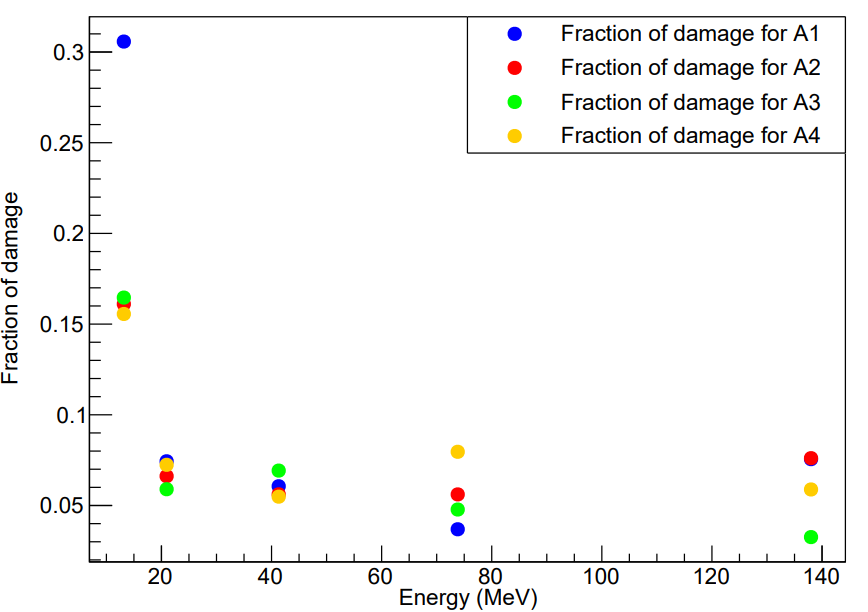 Fraction of damage for A1
Fraction of damage for A2
Fraction of damage for A3
Fraction of damage for A4
0.3
0.25
0.2
0.15
0.1
0.05
Fraction of damage
20 40 60 80 100 120 140
Energy (MeV)